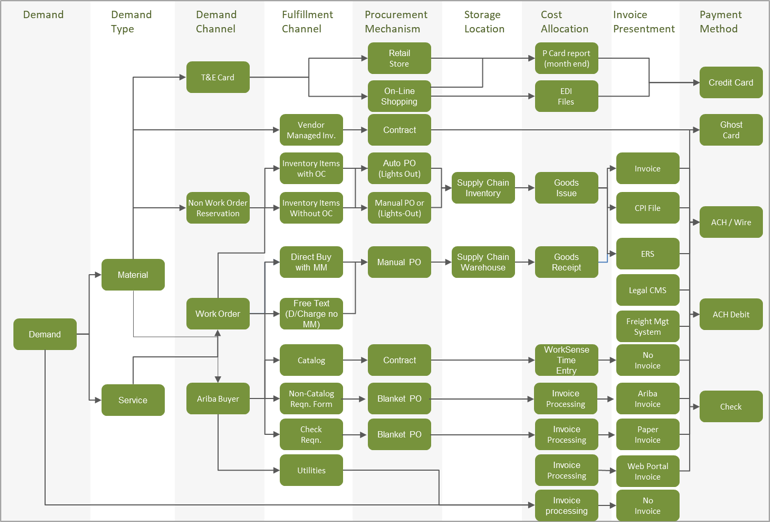 Demand
Demand
Type
Demand
Channel
Fulfillment
Channel
Procurement
Mechanism
Storage
Location
Cost
Allocation
Invoice
Presentment
Payment
Method
T&E Card
Retail
Store
P Card report
(month end)
Credit Card
On-Line
Shopping
EDI
Files
Vendor
Managed Inv.
Contract
Ghost
Card
Inventory Items
with OC
Auto PO
(Lights Out)
Invoice
Supply Chain
Inventory
Goods
Issue
Non Work Order
Reservation
Inventory Items
Without OC
Manual PO or
(Lights-Out)
CPI File
ACH / Wire
Material
Direct Buy
with MM
Manual PO
Supply Chain
Warehouse
Goods
Receipt
ERS
Legal CMS
Work Order
Free Text
(D/Charge no
MM)
ACH Debit
Freight Mgt
System
Demand
Catalog
Contract
WorkSense
Time
Entry
No
Invoice
Service
Ariba Buyer
Non-Catalog
Reqn. Form
Blanket PO
Invoice
Processing
Ariba
Invoice
Check
Check
Reqn.
Blanket PO
Invoice
Processing
Paper
Invoice
Utilities
Invoice
Processing
Web Portal
Invoice
Invoice
processing
No
Invoice